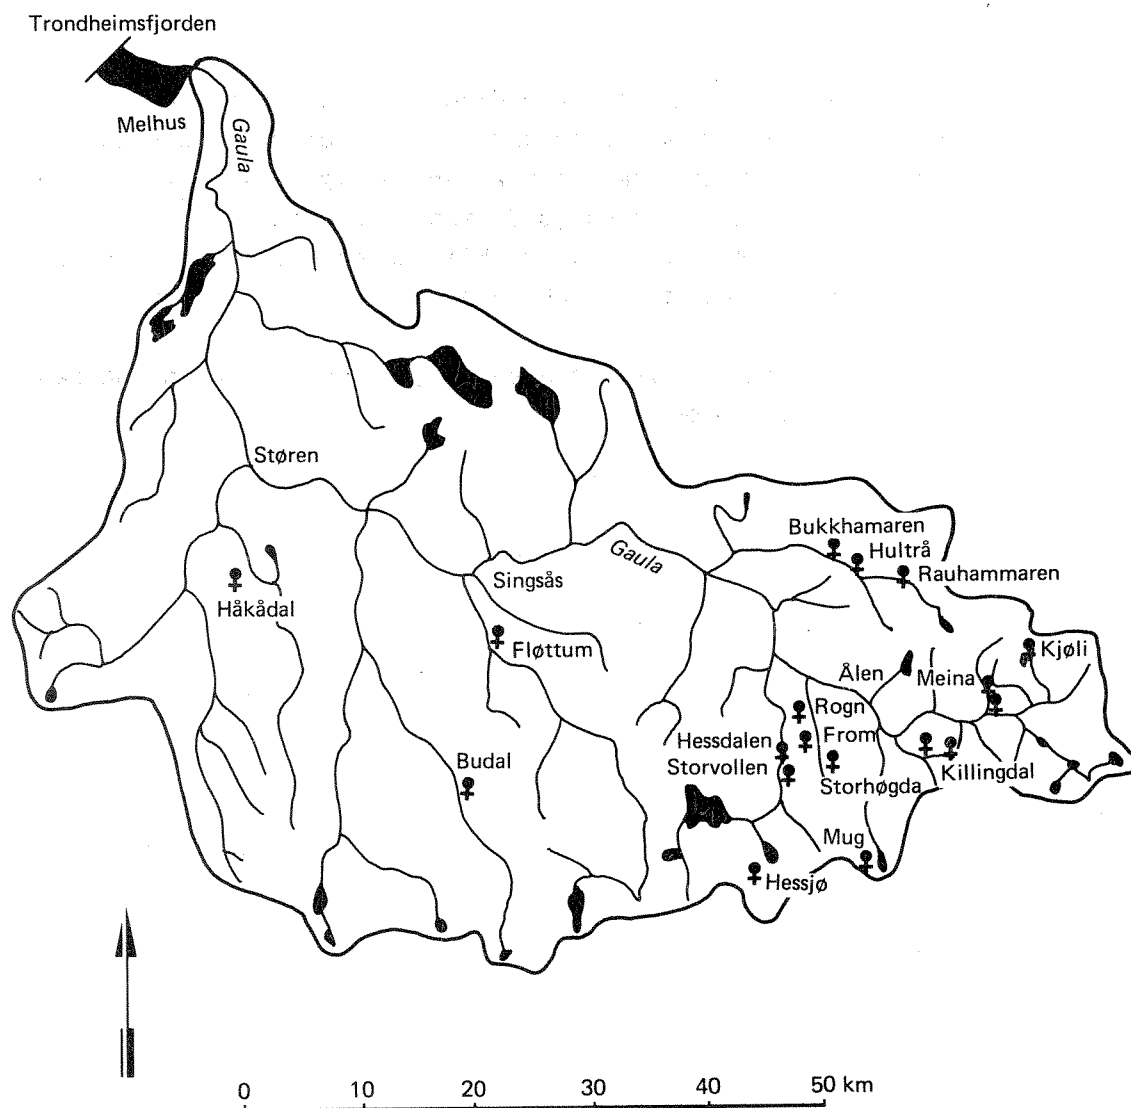 Trondheimsfjorden
Melhus
Gaula
Støren
Bukkhamaren
Hultrå
Gaula
Rauhammaren
Singsås
Håkådal
Fløttum
Kjøli
Ålen
Meina
Rogn
Hessdalen
From
Storvollen
Killingdal
Budal
Storhøgda
Mug
Hessjø
0 10 20 30 40 50 km